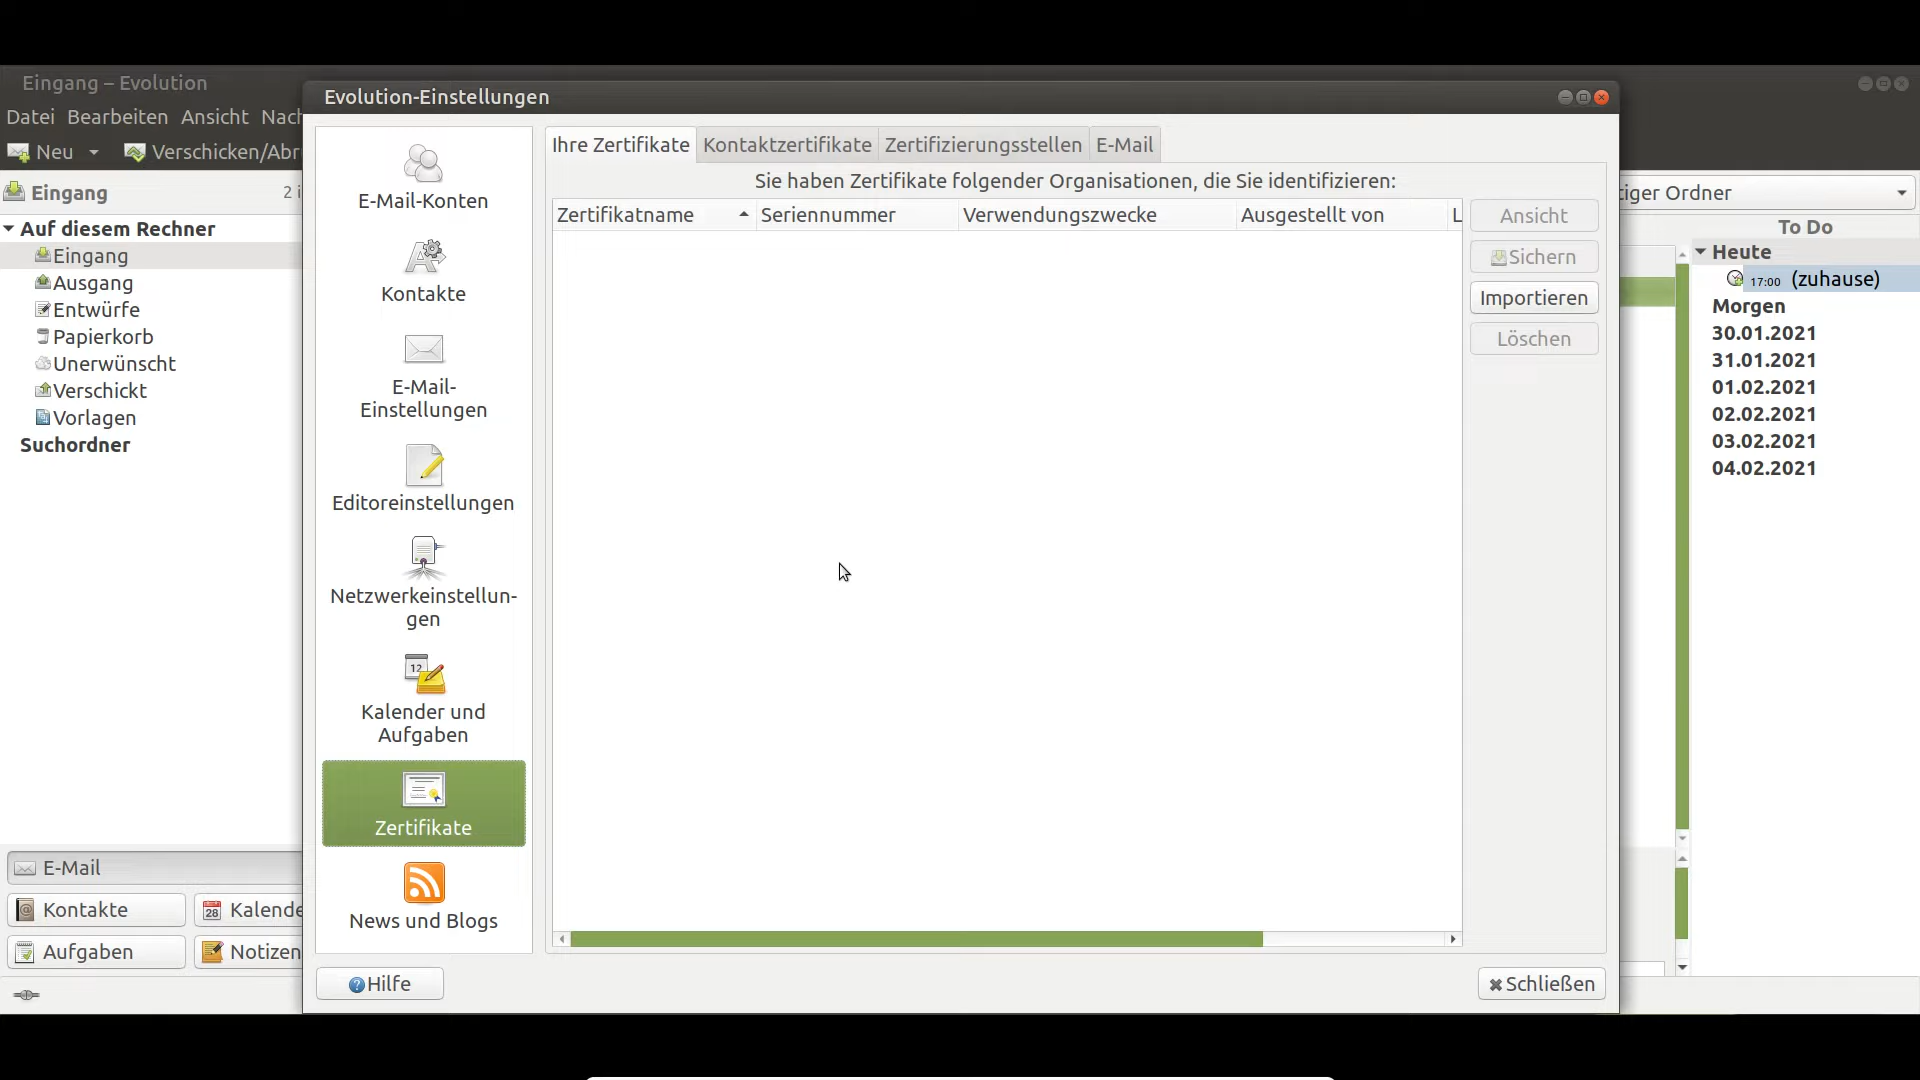 Eingang – Evolution
Datei Bearbeiten Ansicht Nach
Neu
Verschicken/Abr
Eingang
2 i
Auf diesem Rechner
Eingang
Ausgang
Entwürfe
Papierkorb
Unerwünscht
Verschickt
Vorlagen
Suchordner
E-Mail
Kontakte
Kalende
Aufgaben
Notizen
Evolution-Einstellungen
E-Mail-Konten
Kontakte
E-Mail-
Einstellungen
Editoreinstellungen
Netzwerkeinstellun-
gen
12
Kalender und
Aufgaben
Zertifikate
News und Blogs
Ihre Zertifikate
Kontaktzertifikate
Zertifizierungsstellen
E-Mail
Sie haben Zertifikate folgender Organisationen, die Sie identifizieren:
Zertifikatname
Seriennummer
Verwendungszwecke
Ausgestellt von
L
Ansicht
Sichern
Importieren
Löschen
Hilfe
Schließen
tiger Ordner
To Do
Heute
17:00 (zuhause)
Morgen
30.01.2021
31.01.2021
01.02.2021
02.02.2021
03.02.2021
04.02.2021
28